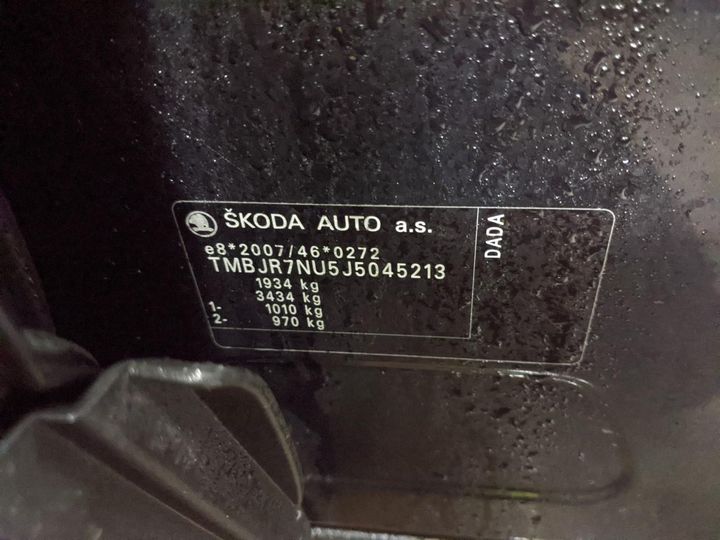 ŠKODA AUTO a.s.
e8*2007/46*0272
TMBJR7NU5J5045213
1934 kg
3434 kg
1- 1010 kg
2- 970 kg
DADA